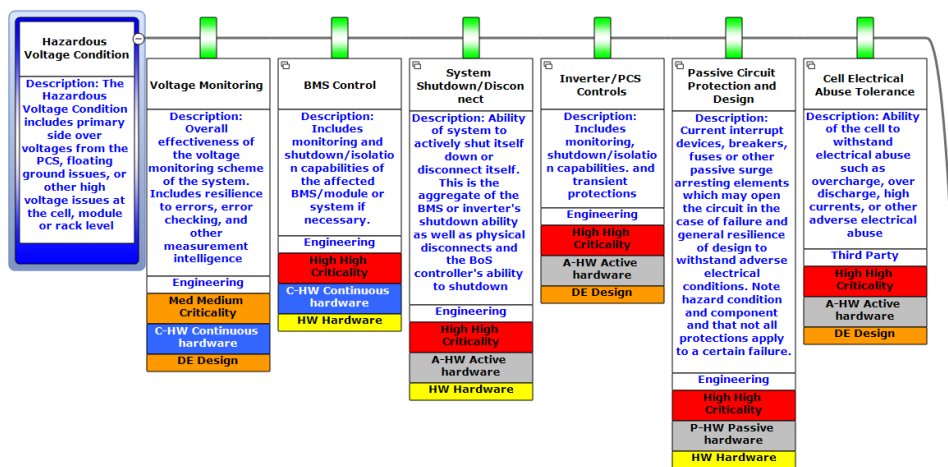 Hazardous
Voltage Condition
Description: The
Hazardous
Voltage Condition
includes primary
side over
voltages from the
PCS, floating
ground issues, or
other high
voltage issues at
the cell, module
or rack level
Voltage Monitoring
Description:
Overall
effectiveness of
the voltage
monitoring scheme
of the system.
Includes resilience
to errors, error
checking, and
other
measurement
intelligence
Engineering
Med Medium
Criticality
C-HW Continuous
hardware
DE Design
BMS Control
Description:
Includes
monitoring and
shutdown/isolatio
n capabilities of
the affected
BMS/module or
system if
necessary.
Engineering
High High
Criticality
C-HW Continuous
hardware
HW Hardware
System
Shutdown/Discon
nect
Description: Ability
of system to
actively shut itself
down or
disconnect itself.
This is the
aggregate of the
BMS or inverter's
shutdown ability
as well as physical
disconnects and
the BoS
controller's ability
to shutdown
Engineering
High High
Criticality
A-HW Active
hardware
HW Hardware
Inverter/PCS
Controls
Description:
Includes
monitoring,
shutdown/isolatio
n capabilities. and
transient
protections
Engineering
High High
Criticality
A-HW Active
hardware
DE Design
Passive Circuit
Protection and
Design
Description:
Current interrupt
devices, breakers,
fuses or other
passive surge
arresting elements
which may open
the circuit in the
case of failure and
general resilience
of design to
withstand adverse
electrical
conditions. Note
hazard condition
and component
and that not all
protections apply
to a certain failure.
Engineering
High High
Criticality
P-HW Passive
hardware
HW Hardware
Cell Electrical
Abuse Tolerance
Description: Ability
of the cell to
withstand
electrical abuse
such as
overcharge, over
discharge, high
currents, or other
adverse electrical
abuse
Third Party
High High
Criticality
A-HW Active
hardware
DE Design